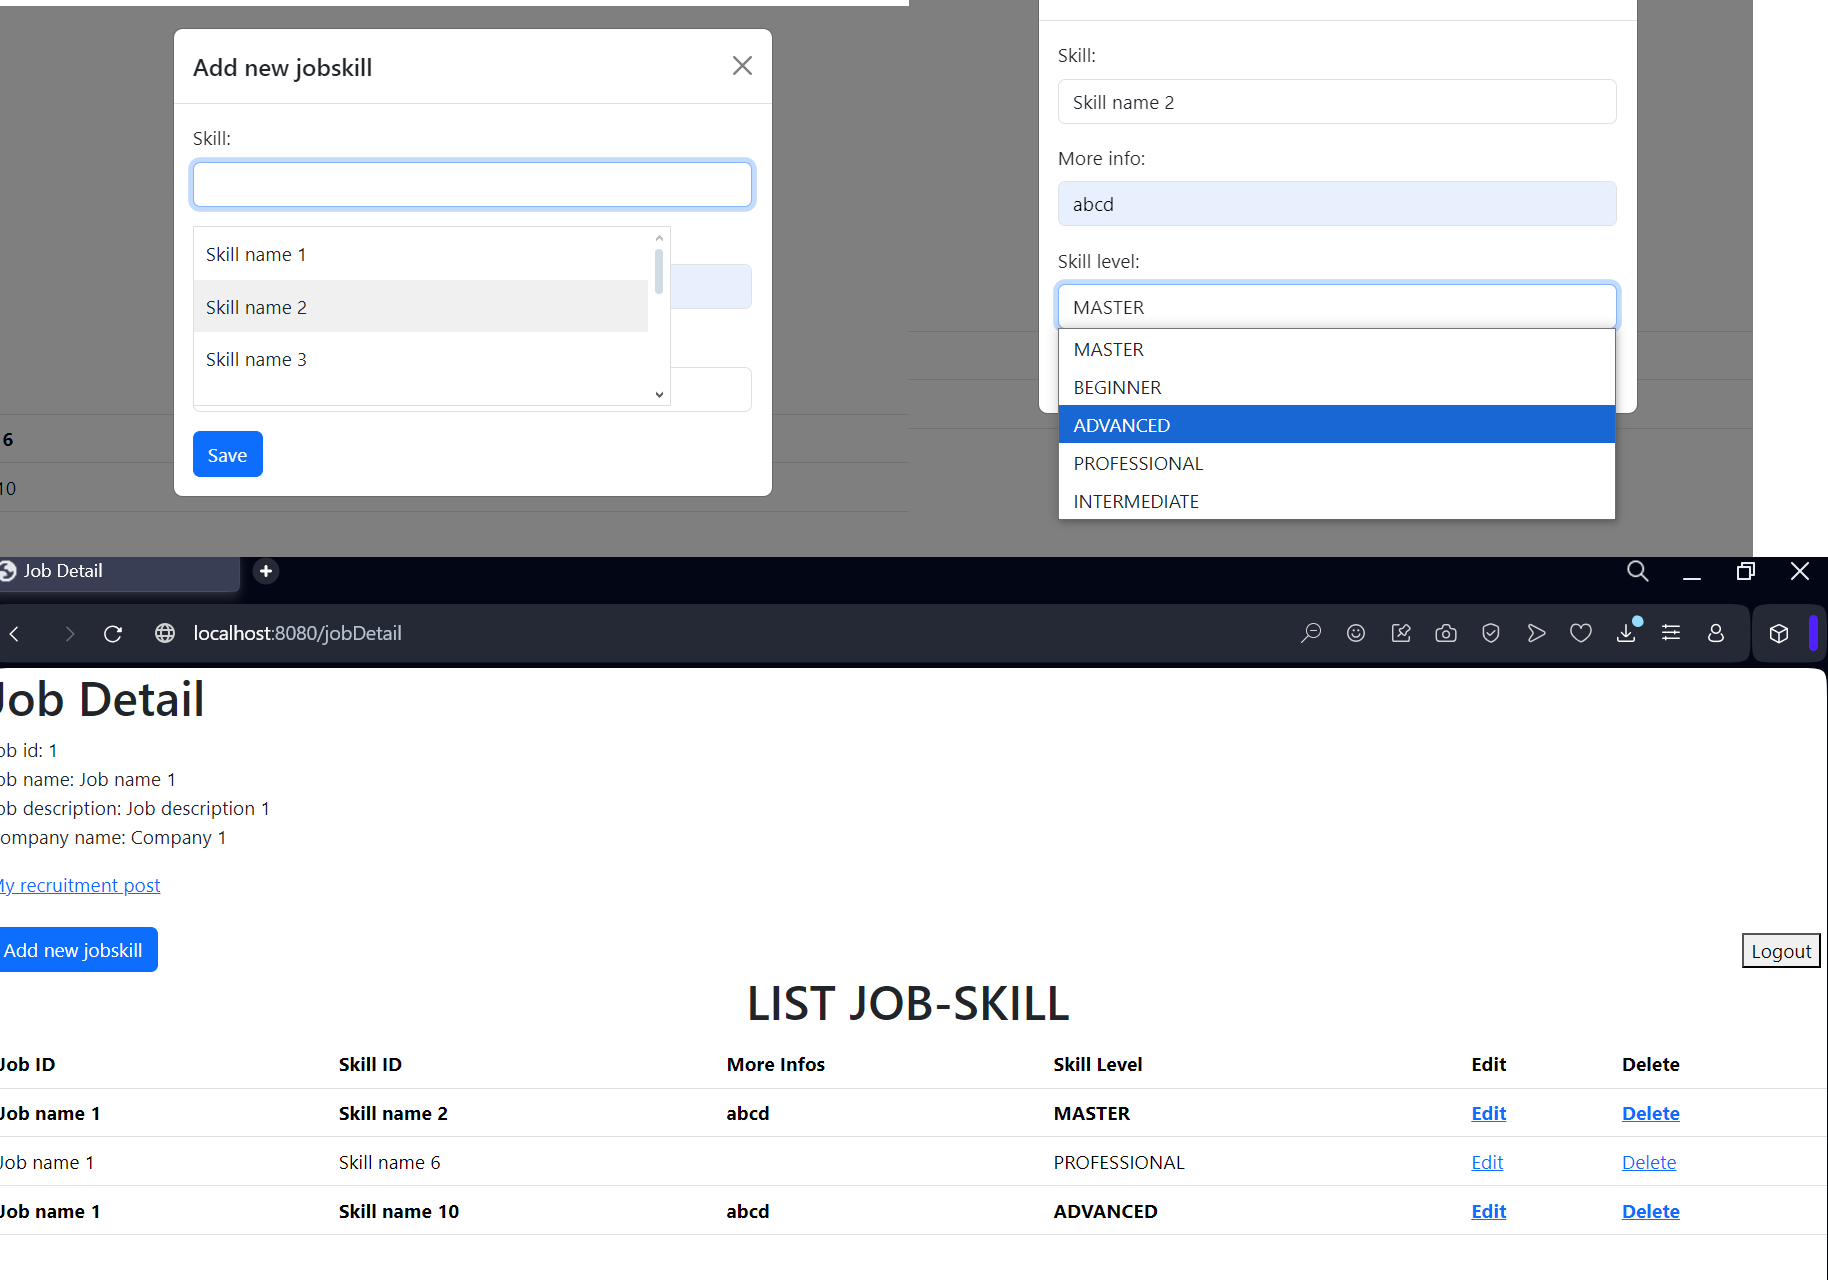 Add new jobskill
Skill:
Skill name 1
Skill name 2
Skill name 3
Save
6
10
Skill:
Skill name 2
More info:
abcd
Skill level:
MASTER
MASTER
BEGINNER
ADVANCED
PROFESSIONAL
INTERMEDIATE
Job Detail
localhost:8080/jobDetail
Job Detail
ob id: 1
ob name: Job name 1
ob description: Job description 1
ompany name: Company 1
My recruitment post
Add new jobskill
Logout
LIST JOB-SKILL
Job ID Skill ID More Infos Skill Level Edit Delete
Job name 1 Skill name 2 abcd MASTER Edit Delete
Job name 1 Skill name 6 PROFESSIONAL Edit Delete
Job name 1 Skill name 10 abcd ADVANCED Edit Delete